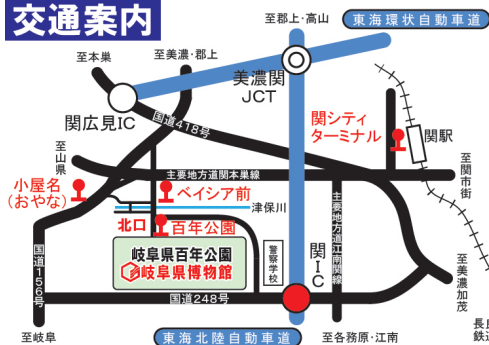 交通案内
至郡上・高山
東海環状自動車道
至本巣
至美濃・郡上
美濃関
JCT
関広見IC
国道418号
関シティ
ターミナル
関駅
至山県
主要地方道関本巣線
至関市街
小屋名
(おやな)
ベイシア前
津保川
北口
百年公園
主要地方道江南関線
岐阜県百年公園
岐阜県博物館
警察学校
関IC
国道156号
国道248号
至美濃加茂
至岐阜
東海北陸自動車道
至各務原・江南
長良
鉄道